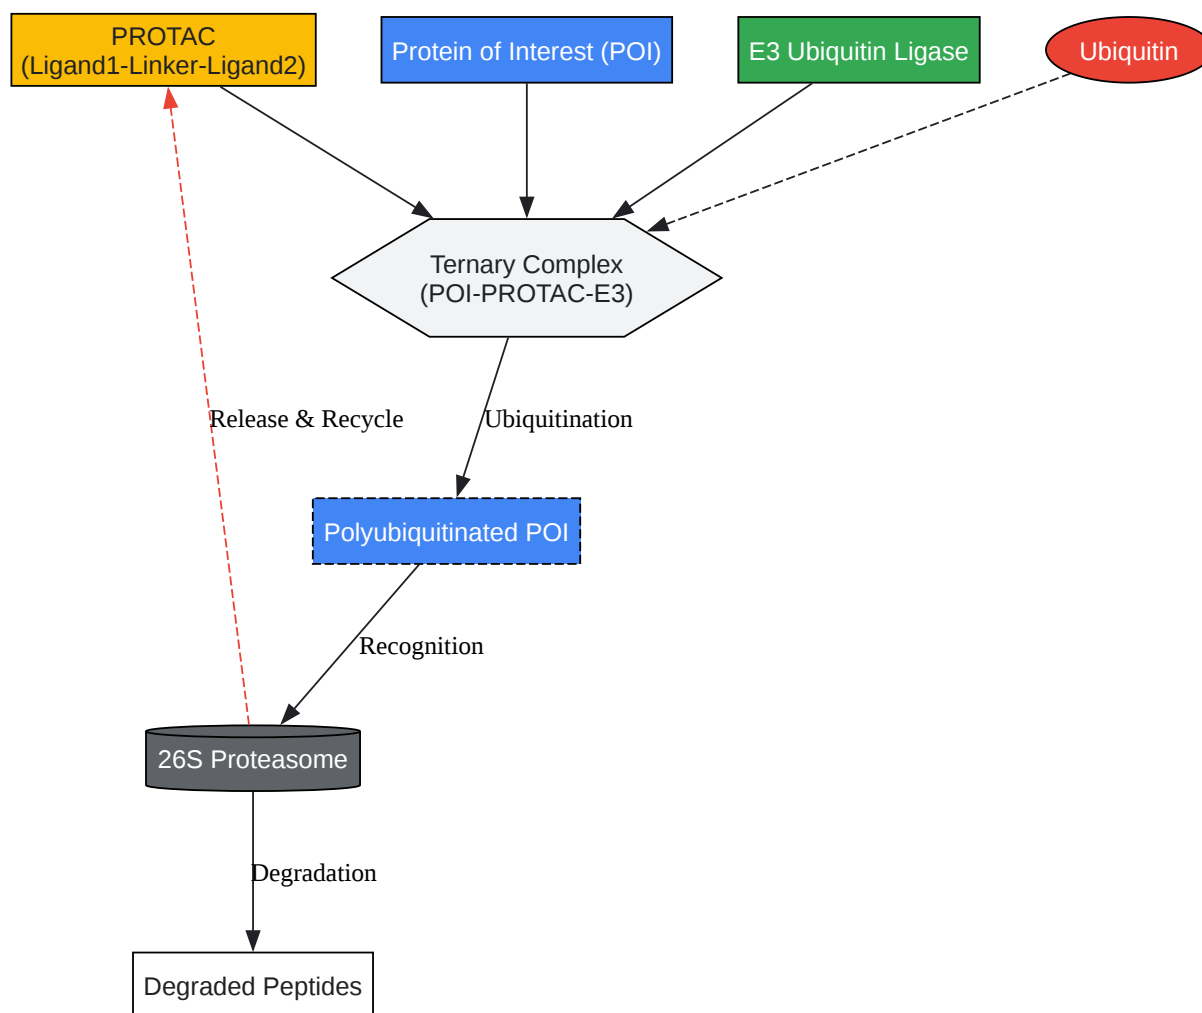 PROTAC
(Ligand1-Linker-Ligand2)
Protein of Interest (POI)
E3 Ubiquitin Ligase
Ubiquitin
Ternary Complex
(POI-PROTAC-E3)
Release & Recycle
Ubiquitination
Polyubiquitinated POI
Recognition
26S Proteasome
Degradation
Degraded Peptides